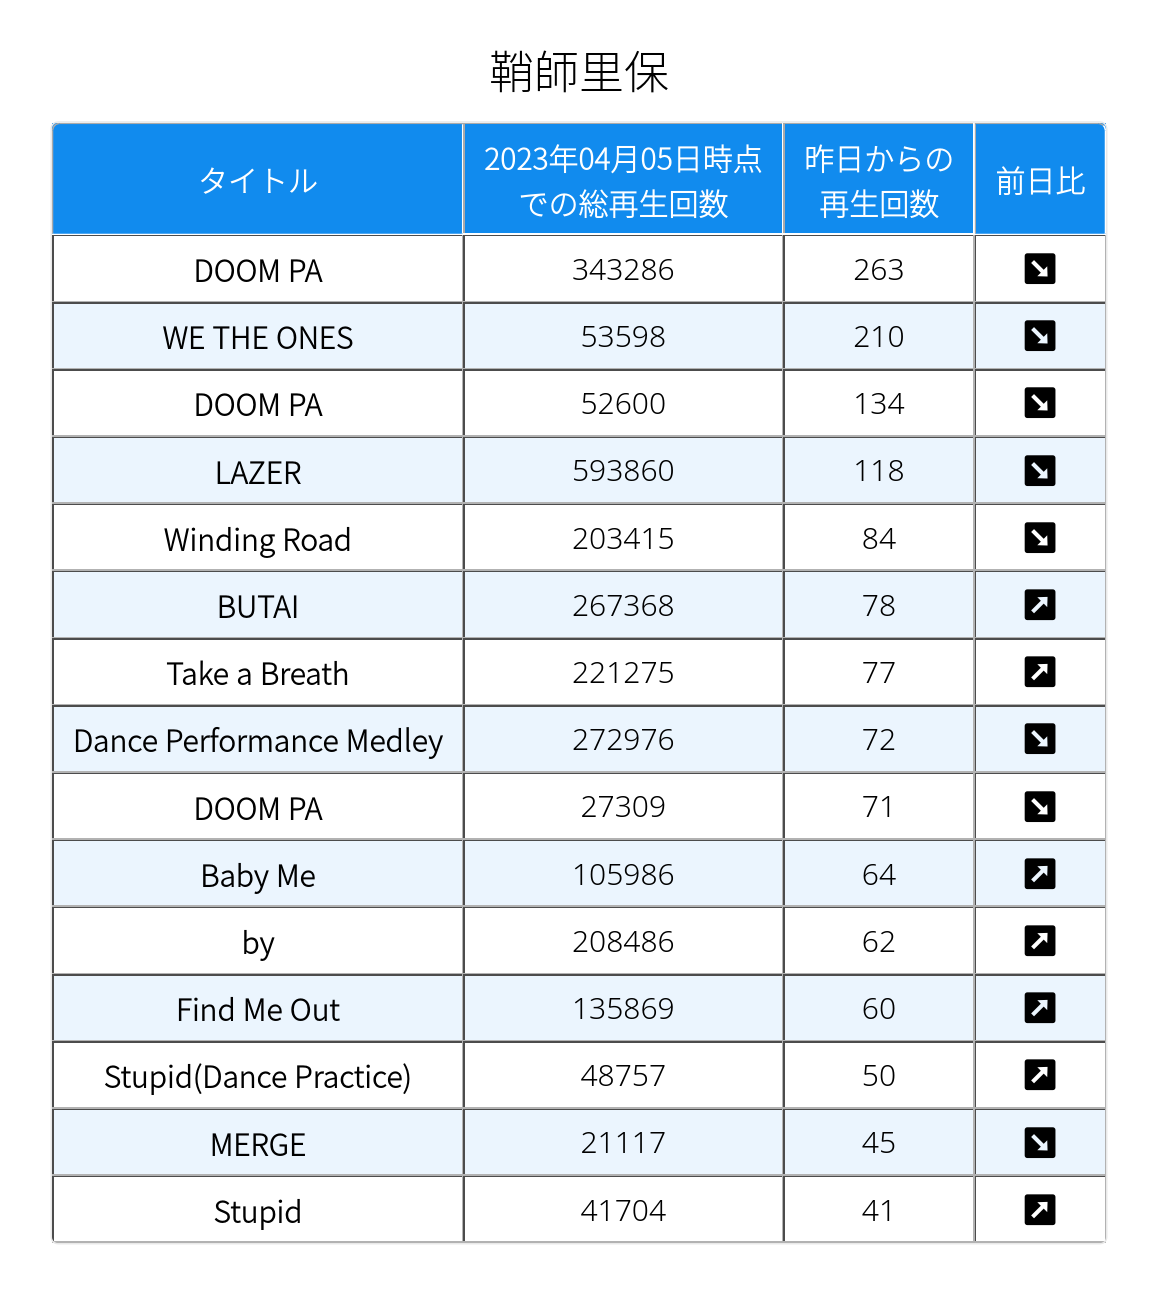 鞘師里保
タイトル 2023年04月05日時点での総再生回数 昨日からの再生回数 前日比
DOOM PA 343286 263 ↘
WE THE ONES 53598 210 ↘
DOOM PA 52600 134 ↘
LAZER 593860 118 ↘
Winding Road 203415 84 ↘
BUTAI 267368 78 ↗
Take a Breath 221275 77 ↗
Dance Performance Medley 272976 72 ↘
DOOM PA 27309 71 ↘
Baby Me 105986 64 ↗
by 208486 62 ↗
Find Me Out 135869 60 ↗
Stupid(Dance Practice) 48757 50 ↗
MERGE 21117 45 ↘
Stupid 41704 41 ↗